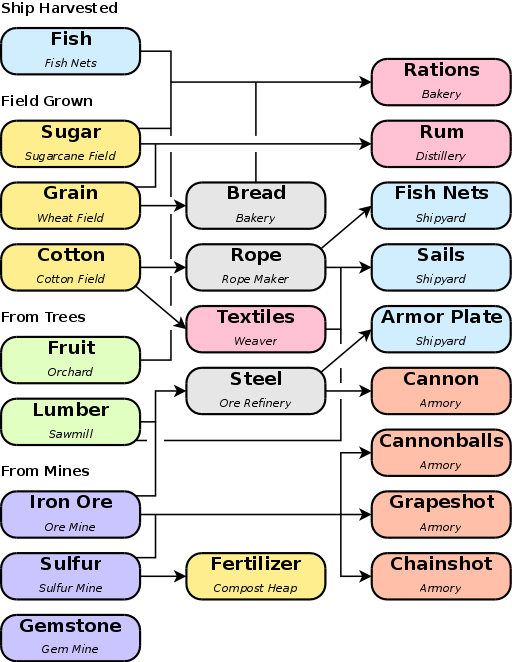 Ship Harvested
Fish
Fish Nets
Rations
Bakery
Field Grown
Sugar
Sugarcane Field
Rum
Distillery
Grain
Wheat Field
Bread
Bakery
Fish Nets
Shipyard
Cotton
Cotton Field
Rope
Rope Maker
Sails
Shipyard
From Trees
Textiles
Weaver
Armor Plate
Shipyard
Fruit
Orchard
Steel
Ore Refinery
Cannon
Armory
Lumber
Sawmill
Cannonballs
Armory
From Mines
Iron Ore
Ore Mine
Grapeshot
Armory
Sulfur
Sulfur Mine
Fertilizer
Compost Heap
Chainshot
Armory
Gemstone
Gem Mine